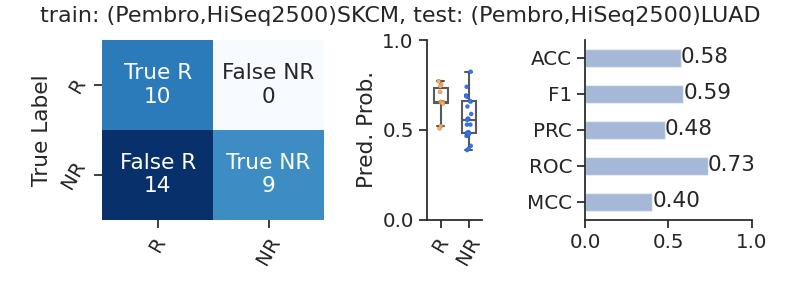 train: (Pembro,HiSeq2500)SKCM, test: (Pembro,HiSeq2500)LUAD
True Label
R
NR
True R
10
False NR
0
False R
14
True NR
9
R
NR
Pred. Prob.
1.0
0.5
0.0
R
NR
ACC
0.58
F1
0.59
PRC
0.48
ROC
0.73
MCC
0.40
0.0
0.5
1.0